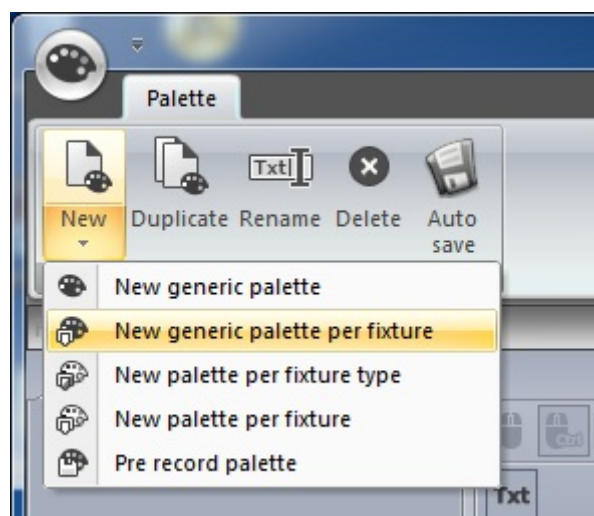 Palette
Txt
New Duplicate Rename Delete Auto save
New generic palette
New generic palette per fixture
New palette per fixture type
New palette per fixture
Pre record palette
Ctrl
Txt